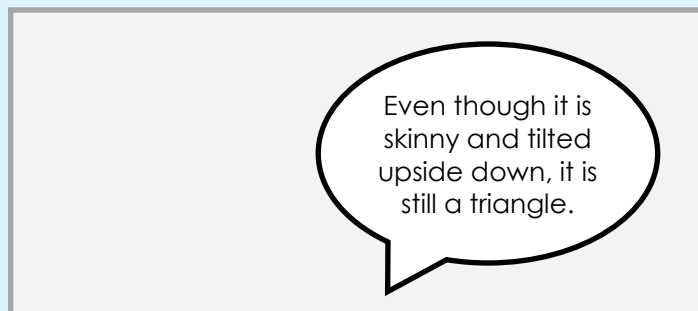 Even though it is
skinny and tilted
upside down, it is
still a triangle.